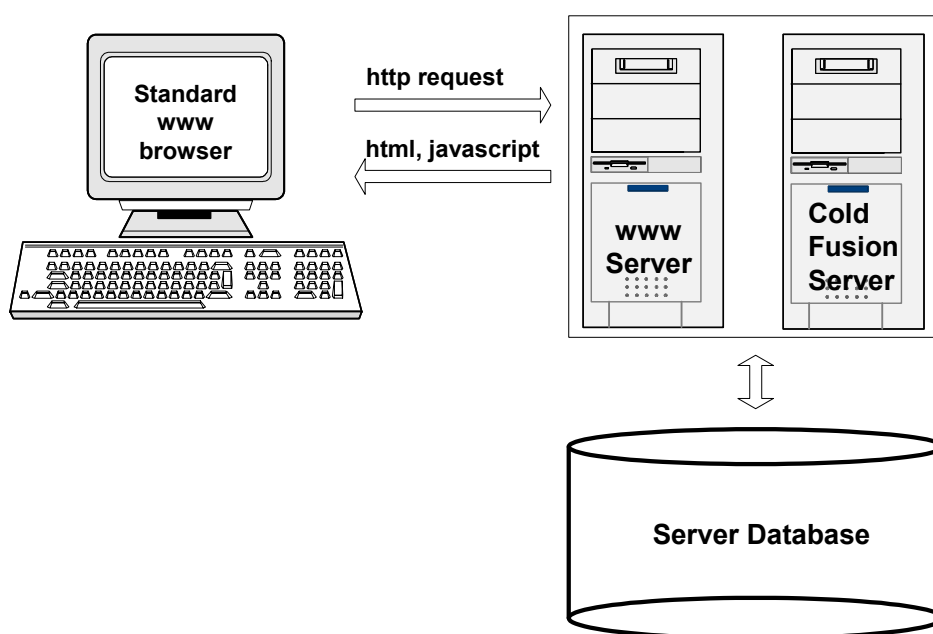 Standard
www
browser
http request
html, javascript
www
Server
Cold
Fusion
Server
Server Database